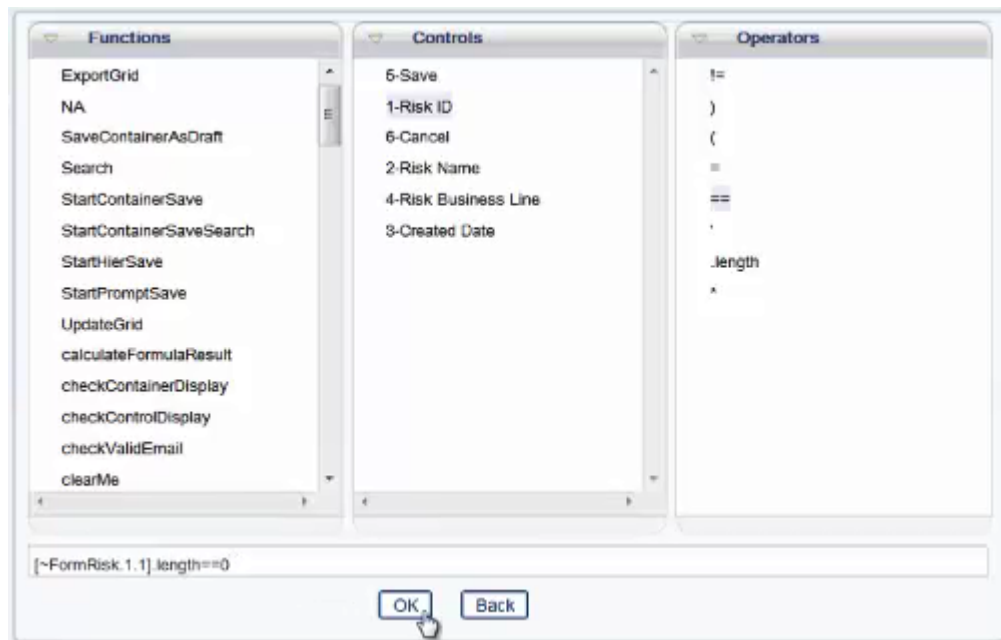 Functions
ExportGrid
NA
SaveContainerAsDraft
Search
StartContainerSave
StartContainerSaveSearch
StartHierSave
StartPromptSave
UpdateGrid
calculateFormulaResult
checkContainerDisplay
checkControlDisplay
checkValidEmail
clearMe
Controls
5-Save
1-Risk ID
6-Cancel
2-Risk Name
4-Risk Business Line
3-Created Date
Operators
!=
)
(
=
==
'
.length
[~FormRisk.1.1].length==0
OK
Back